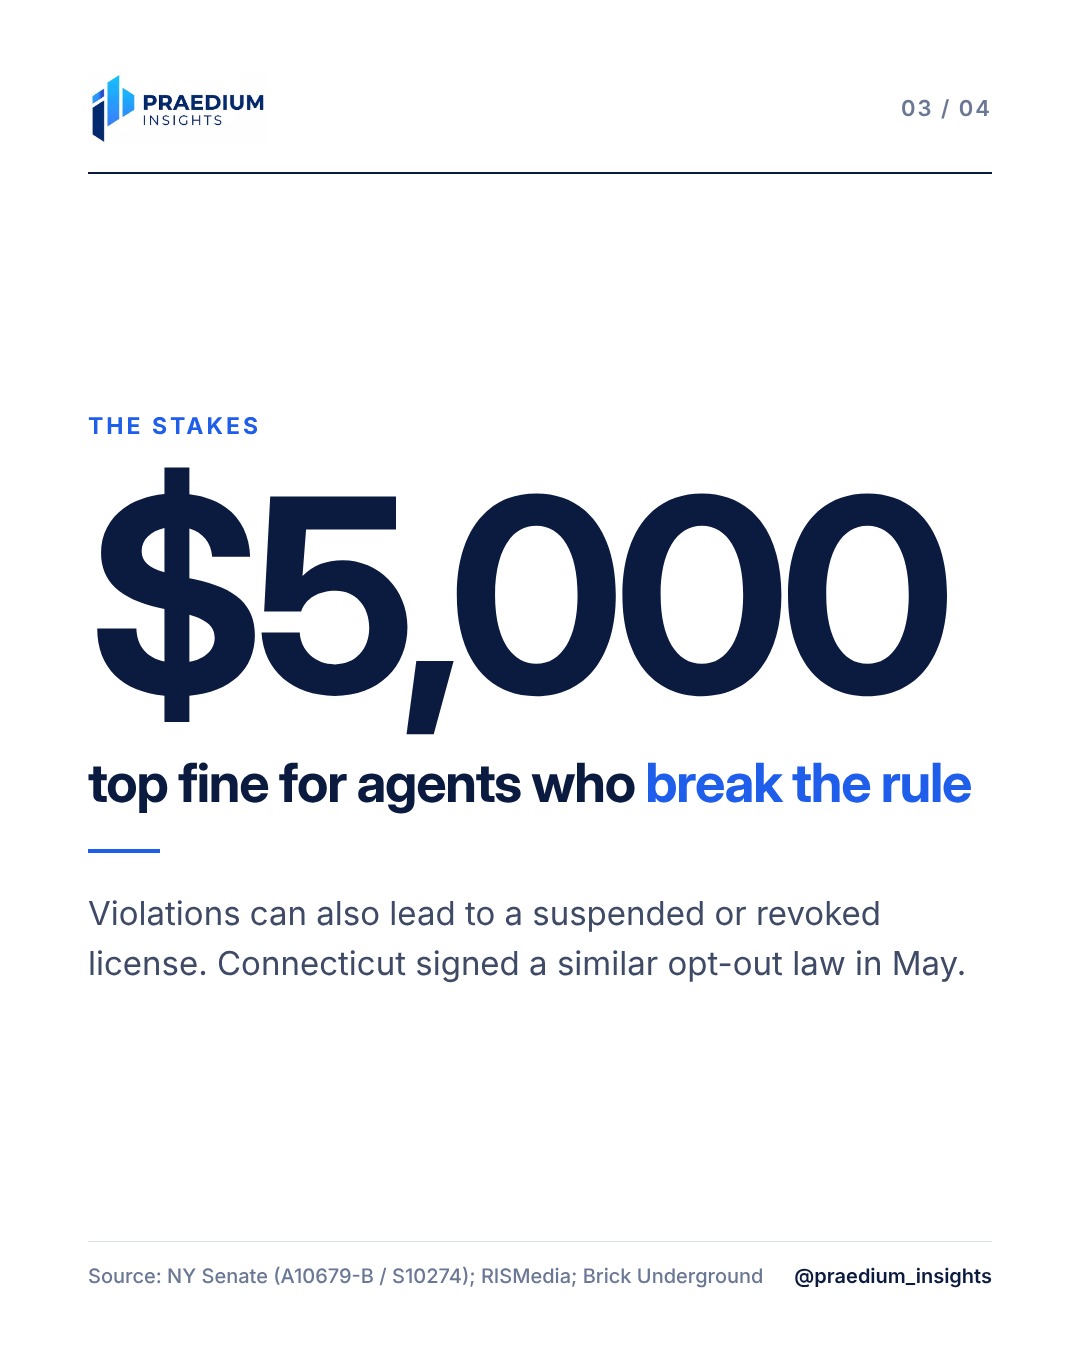 PRAEDIUM
INSIGHTS
03 / 04
THE STAKES
$5,000
top fine for agents who break the rule
Violations can also lead to a suspended or revoked
license. Connecticut signed a similar opt-out law in May.
Source: NY Senate (A10679-B / S10274); RISMedia; Brick Underground
@praedium_insights